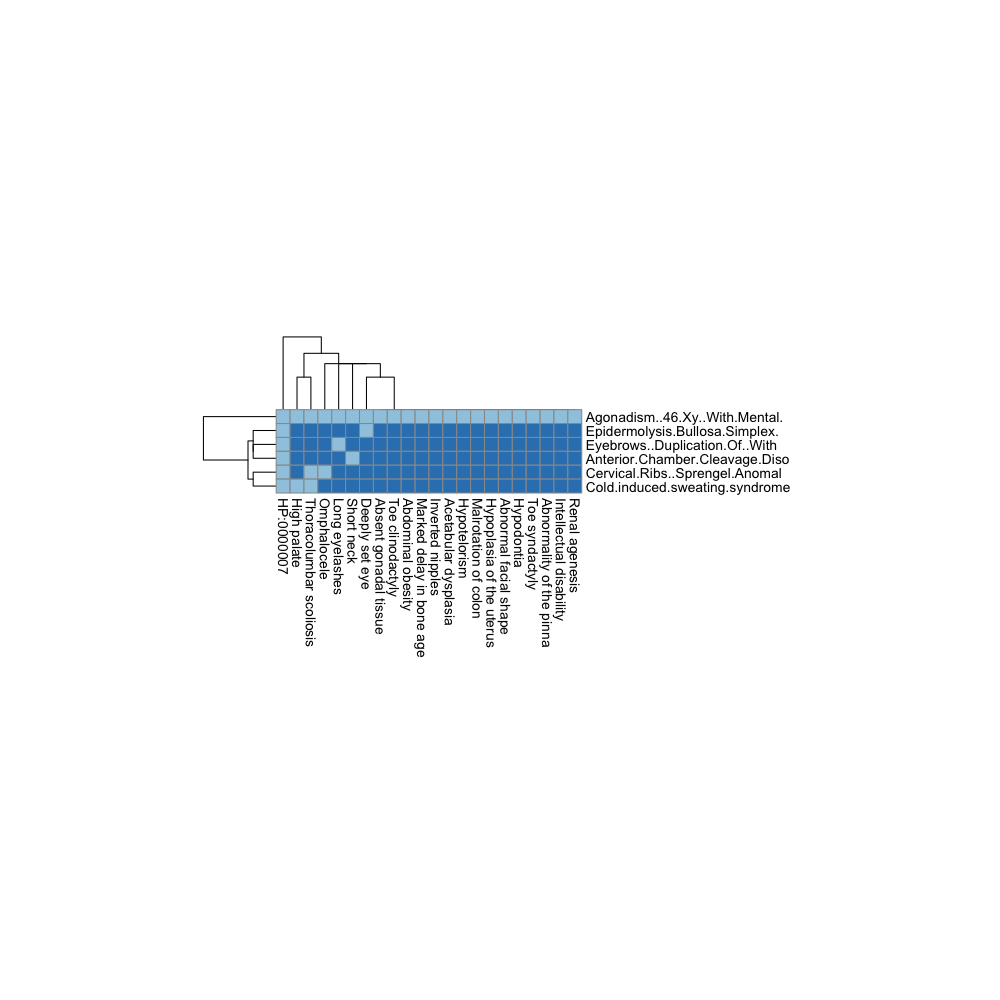 Agonadism..46.Xy..With.Mental.
Epidermolysis.Bullosa.Simplex.
Eyebrows..Duplication.Of..With
Anterior.Chamber.Cleavage.Diso
Cervical.Ribs..Sprengel.Anomal
Cold.induced.sweating.syndrome
HP:0000007
High palate
Thoracolumbar scoliosis
Omphalocele
Long eyelashes
Short neck
Deeply set eye
Absent gonadal tissue
Toe clinodactyly
Abdominal obesity
Marked delay in bone age
Inverted nipples
Acetabular dysplasia
Hypotelorism
Malrotation of colon
Hypoplasia of the uterus
Abnormal facial shape
Hypodontia
Toe syndactyly
Abnormality of the pinna
Intellectual disability
Renal agenesis